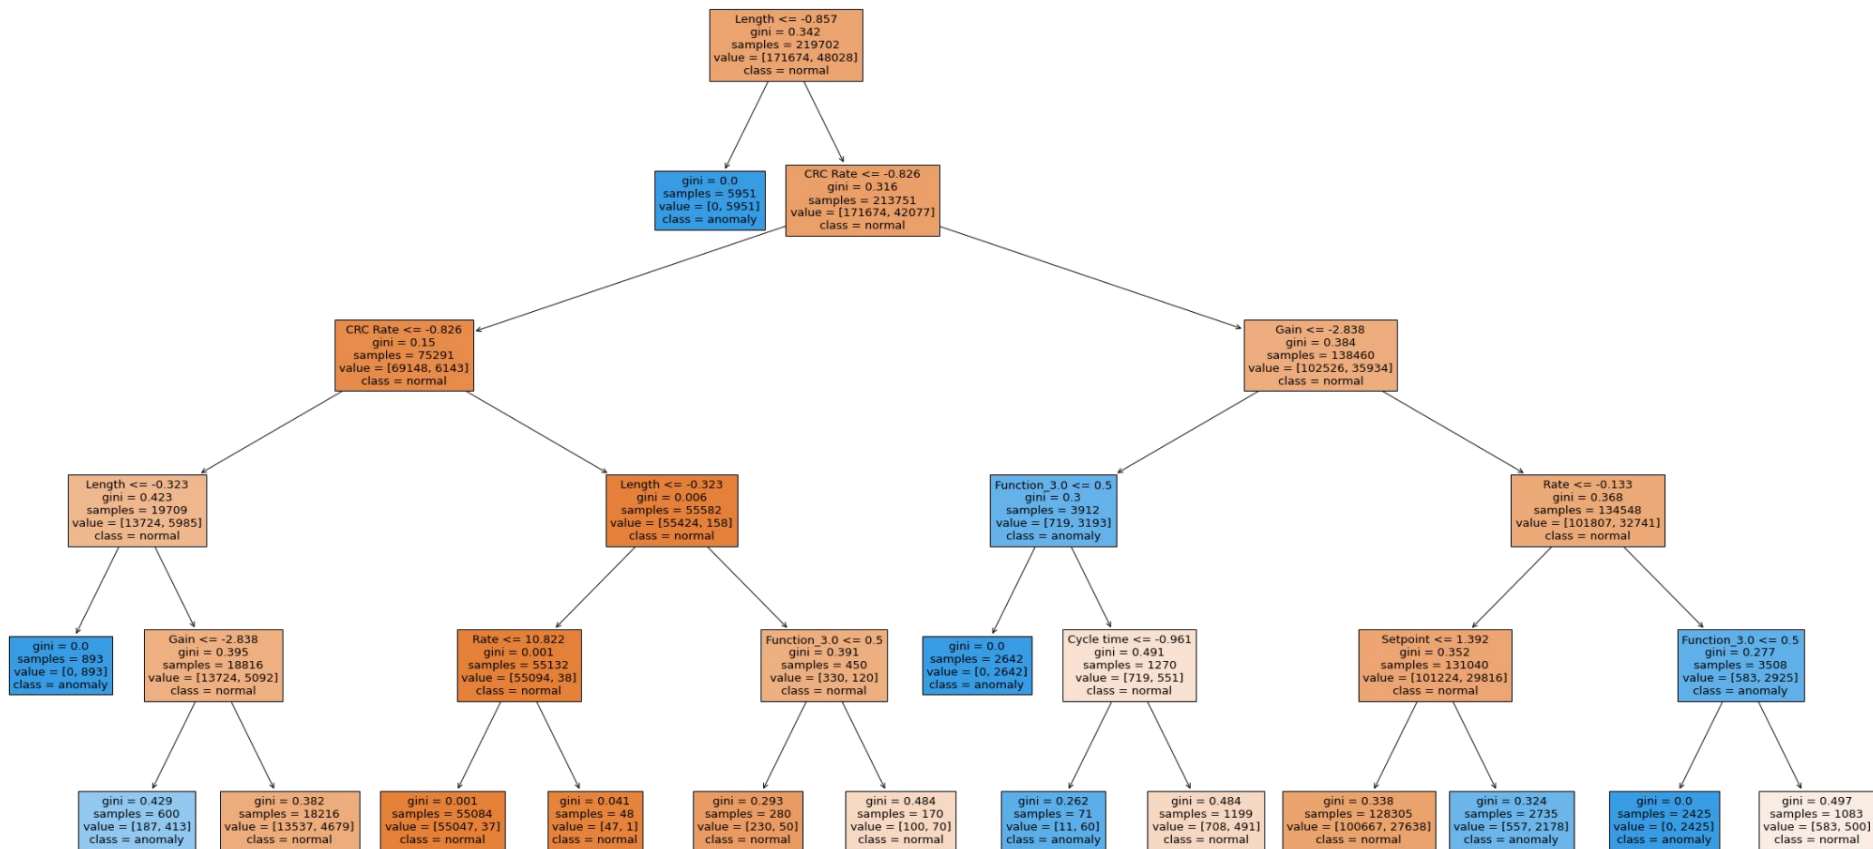 Length <= -0.857
gini = 0.342
samples = 219702
value = [171674, 48028]
class = normal
gini = 0.0
samples = 5951
value = [0, 5951]
class = anomaly
CRC Rate <= -0.826
gini = 0.316
samples = 213751
value = [171674, 42077]
class = normal
CRC Rate <= -0.826
gini = 0.15
samples = 75291
value = [69148, 6143]
class = normal
Gain <= -2.838
gini = 0.384
samples = 138460
value = [102526, 35934]
class = normal
Length <= -0.323
gini = 0.423
samples = 19709
value = [13724, 5985]
class = normal
Length <= -0.323
gini = 0.006
samples = 55582
value = [55424, 158]
class = normal
Function_3.0 <= 0.5
gini = 0.3
samples = 3912
value = [719, 3193]
class = anomaly
Rate <= -0.133
gini = 0.368
samples = 134548
value = [101807, 32741]
class = normal
gini = 0.0
samples = 893
value = [0, 893]
class = anomaly
Gain <= -2.838
gini = 0.395
samples = 18816
value = [13724, 5092]
class = normal
Rate <= 10.822
gini = 0.001
samples = 55132
value = [55094, 38]
class = normal
Function_3.0 <= 0.5
gini = 0.391
samples = 450
value = [330, 120]
class = normal
gini = 0.0
samples = 2642
value = [0, 2642]
class = anomaly
Cycle time <= -0.961
gini = 0.491
samples = 1270
value = [719, 551]
class = normal
Setpoint <= 1.392
gini = 0.352
samples = 131040
value = [101224, 29816]
class = normal
Function_3.0 <= 0.5
gini = 0.277
samples = 3508
value = [583, 2925]
class = anomaly
gini = 0.429
samples = 600
value = [187, 413]
class = anomaly
gini = 0.382
samples = 18216
value = [13537, 4679]
class = normal
gini = 0.001
samples = 55084
value = [55047, 37]
class = normal
gini = 0.041
samples = 48
value = [47, 1]
class = normal
gini = 0.293
samples = 280
value = [230, 50]
class = normal
gini = 0.484
samples = 170
value = [100, 70]
class = normal
gini = 0.262
samples = 71
value = [11, 60]
class = anomaly
gini = 0.484
samples = 1199
value = [708, 491]
class = normal
gini = 0.338
samples = 128305
value = [100667, 27638]
class = normal
gini = 0.324
samples = 2735
value = [557, 2178]
class = anomaly
gini = 0.0
samples = 2425
value = [0, 2425]
class = anomaly
gini = 0.497
samples = 1083
value = [583, 500]
class = normal